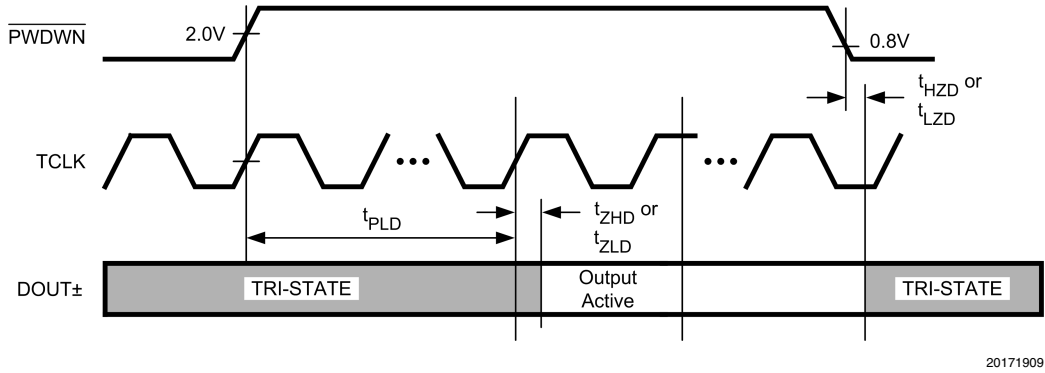 PWDWN
2.0V
0.8V
tHZD or
tLZD
TCLK
tPLD
tZHD or
tZLD
DOUT±
TRI-STATE
Output
Active
TRI-STATE
20171909